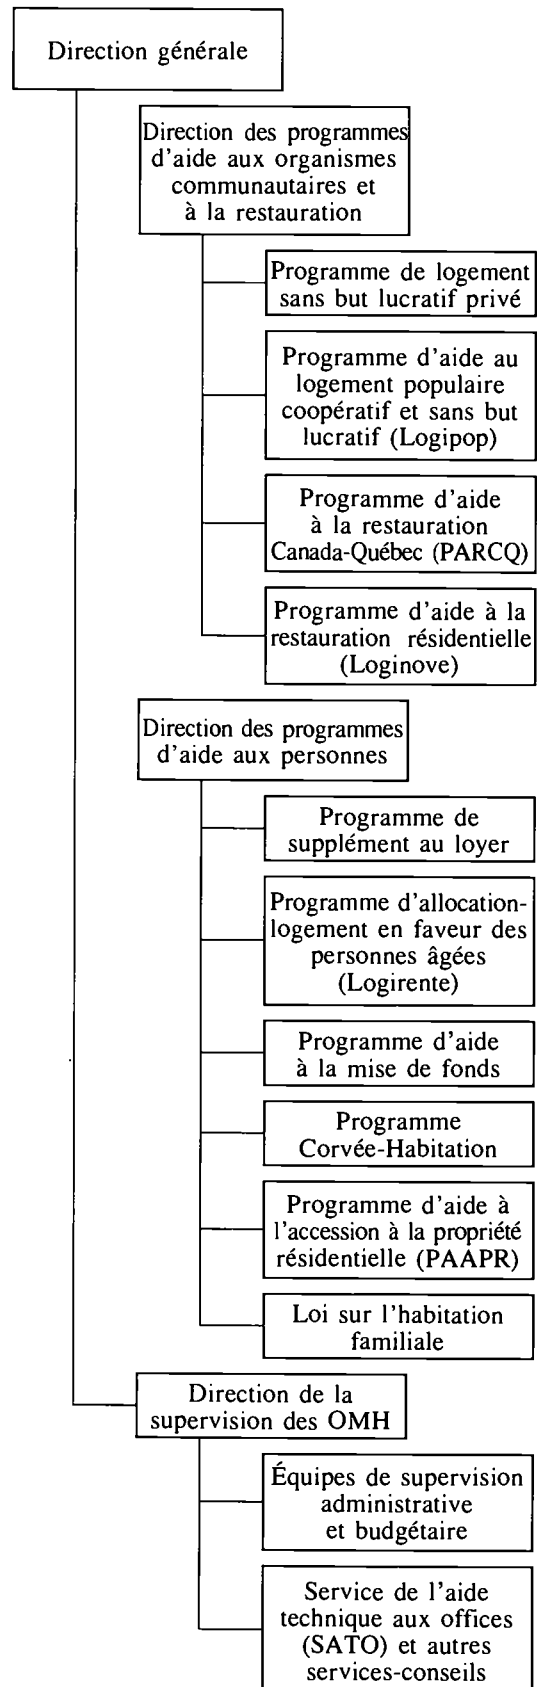 Direction générale
Direction des programmes
d'aide aux organismes
communautaires et
à la restauration
Programme de logement
sans but lucratif privé
Programme d'aide au
logement populaire
coopératif et sans but
lucratif (Logipop)
Programme d'aide
à la restauration
Canada-Québec (PARCQ)
Programme d'aide à la
restauration résidentielle
(Loginove)
Direction des programmes
d'aide aux personnes
Programme de
supplément au loyer
Programme d'allocation-
logement en faveur des
personnes âgées
(Logirente)
Programme d'aide
à la mise de fonds
Programme
Corvée-Habitation
Programme d'aide à
l'accession à la propriété
résidentielle (PAAPR)
Loi sur l'habitation
familiale
Direction de la
supervision des OMH
Équipes de supervision
administrative
et budgétaire
Service de l'aide
technique aux offices
(SATO) et autres
services-conseils